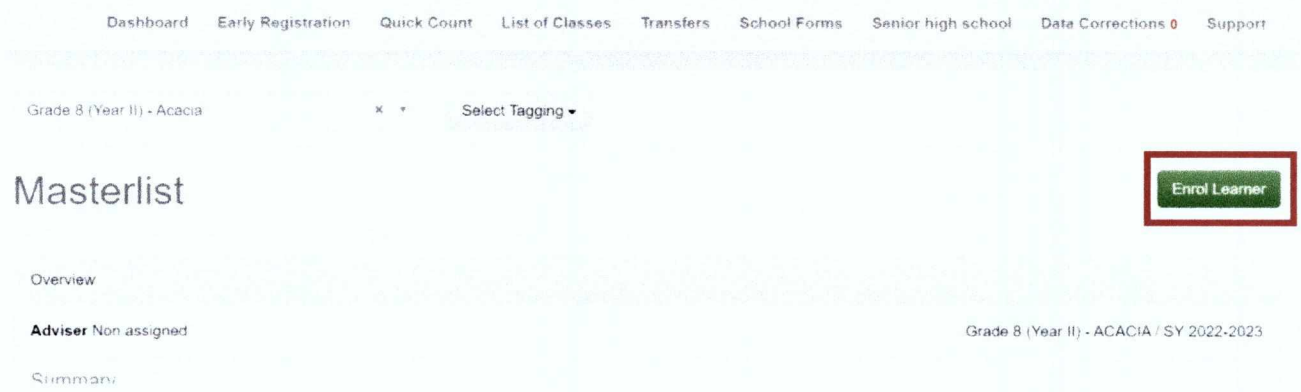 Dashboard Early Registration Quick Count List of Classes Transfers School Forms Senior high school Data Corrections 0 Support
Grade 8 (Year II) - Acacia × Select Tagging
Masterlist
Enrol Learner
Overview
Adviser Non assigned Grade 8 (Year II) - ACACIA / SY 2022-2023
Summary